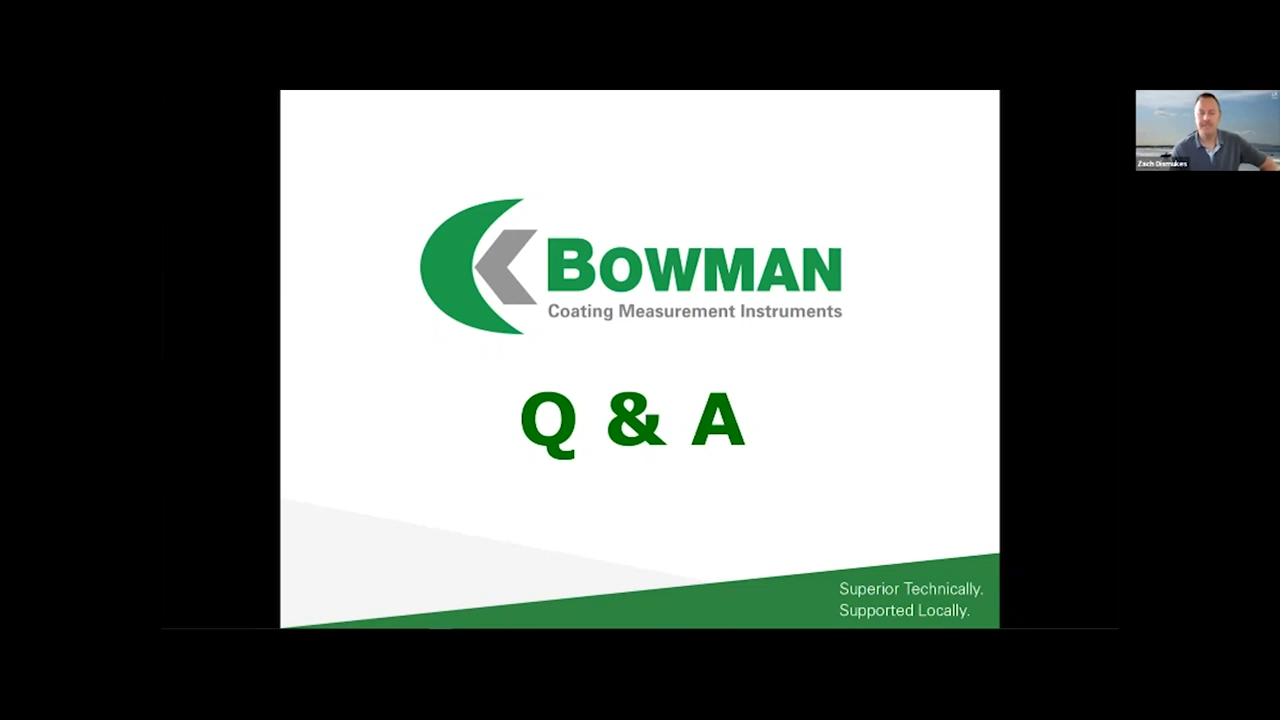 BOWMAN
Coating Measurement Instruments
Q & A
Superior Technically.
Supported Locally.
Zach Dismukes